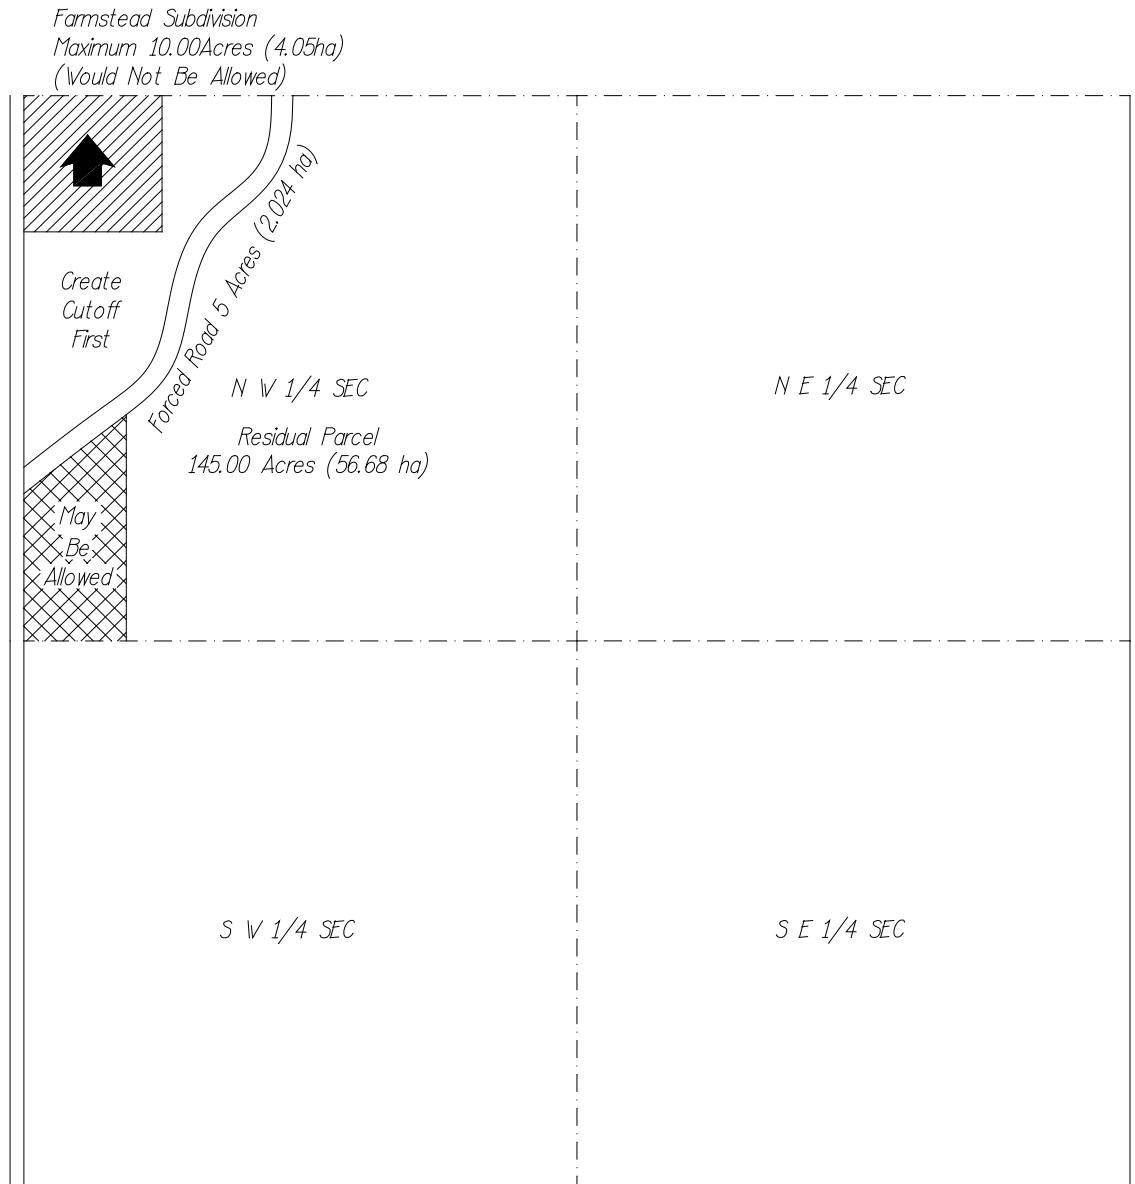 Farmstead Subdivision
Maximum 10.00Acres (4.05ha)
(Would Not Be Allowed)
Forced Road 5 Acres (2.024 ha)
Create
Cutoff
First
N W 1/4 SEC
N E 1/4 SEC
Residual Parcel
145.00 Acres (56.68 ha)
May
Be
Allowed
S W 1/4 SEC
S E 1/4 SEC